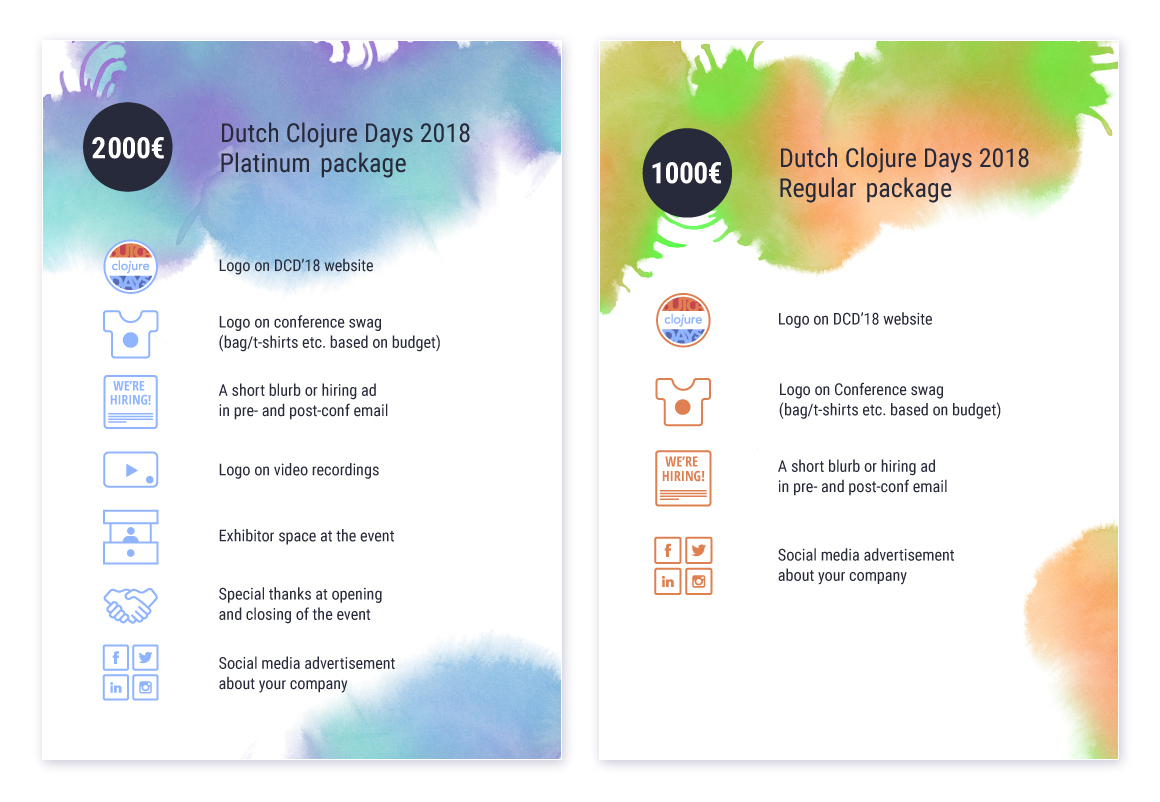 2000€
Dutch Clojure Days 2018
Platinum package
DUTCH
clojure
DAYS
Logo on DCD'18 website
Logo on conference swag
(bag/t-shirts etc. based on budget)
WE'RE
HIRING!
A short blurb or hiring ad
in pre- and post-conf email
Logo on video recordings
Exhibitor space at the event
Special thanks at opening
and closing of the event
f
in
Social media advertisement
about your company
1000€
Dutch Clojure Days 2018
Regular package
DUTCH
clojure
DAYS
Logo on DCD'18 website
Logo on Conference swag
(bag/t-shirts etc. based on budget)
WE'RE
HIRING!
A short blurb or hiring ad
in pre- and post-conf email
f
in
Social media advertisement
about your company